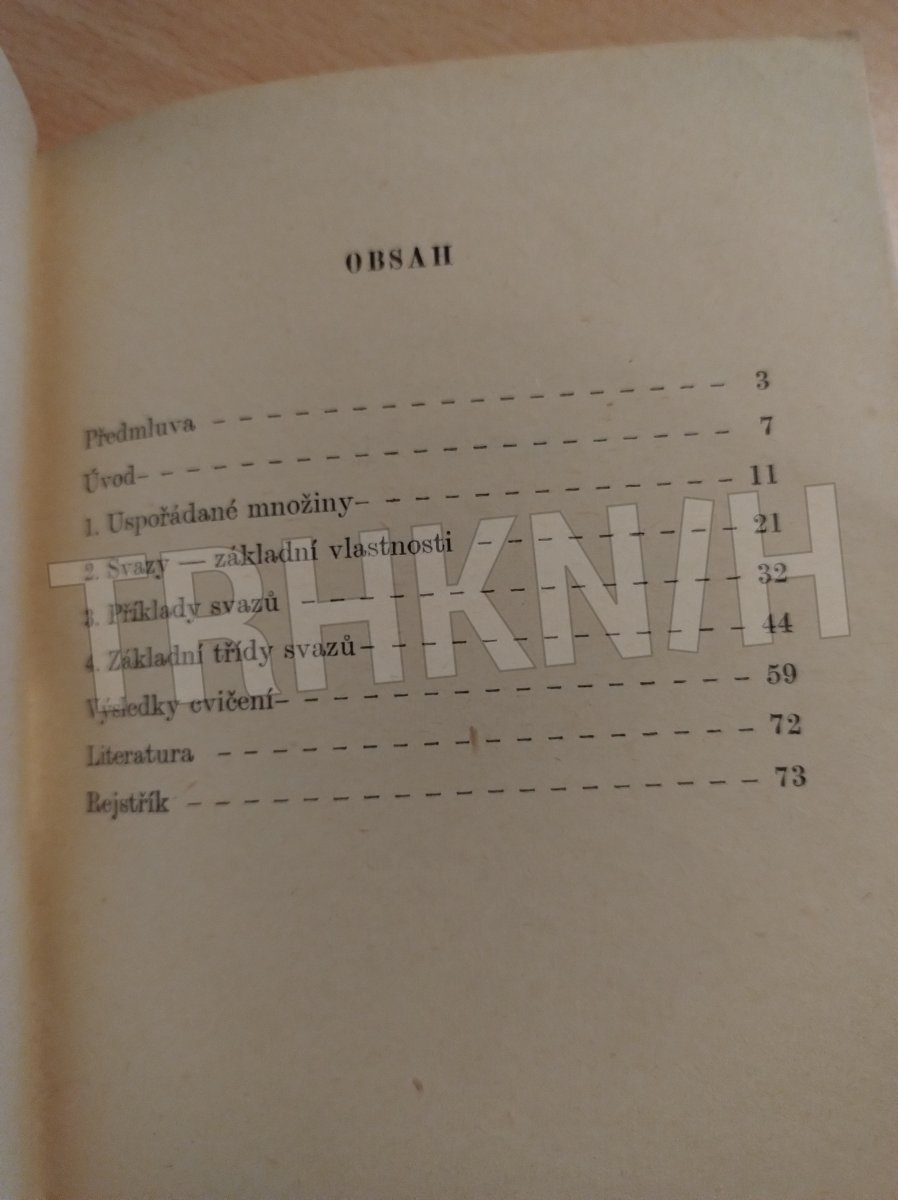 OBSAH
Předmluva – – – – – – – – – – – – – – – – – – 3
Úvod– – – – – – – – – – – – – – – – – – – – – 7
1. Uspořádané množiny– – – – – – – – – – – – – 11
2. Svazy — základní vlastnosti – – – – – – – – – 21
3. Příklady svazů – – – – – – – – – – – – – – – 32
4. Základní třídy svazů– – – – – – – – – – – – – 44
Výsledky cvičení– – – – – – – – – – – – – – – – 59
Literatura – – – – – – – – – – – – – – – – – – 72
Rejstřík – – – – – – – – – – – – – – – – – – – 73
TRHKNIH